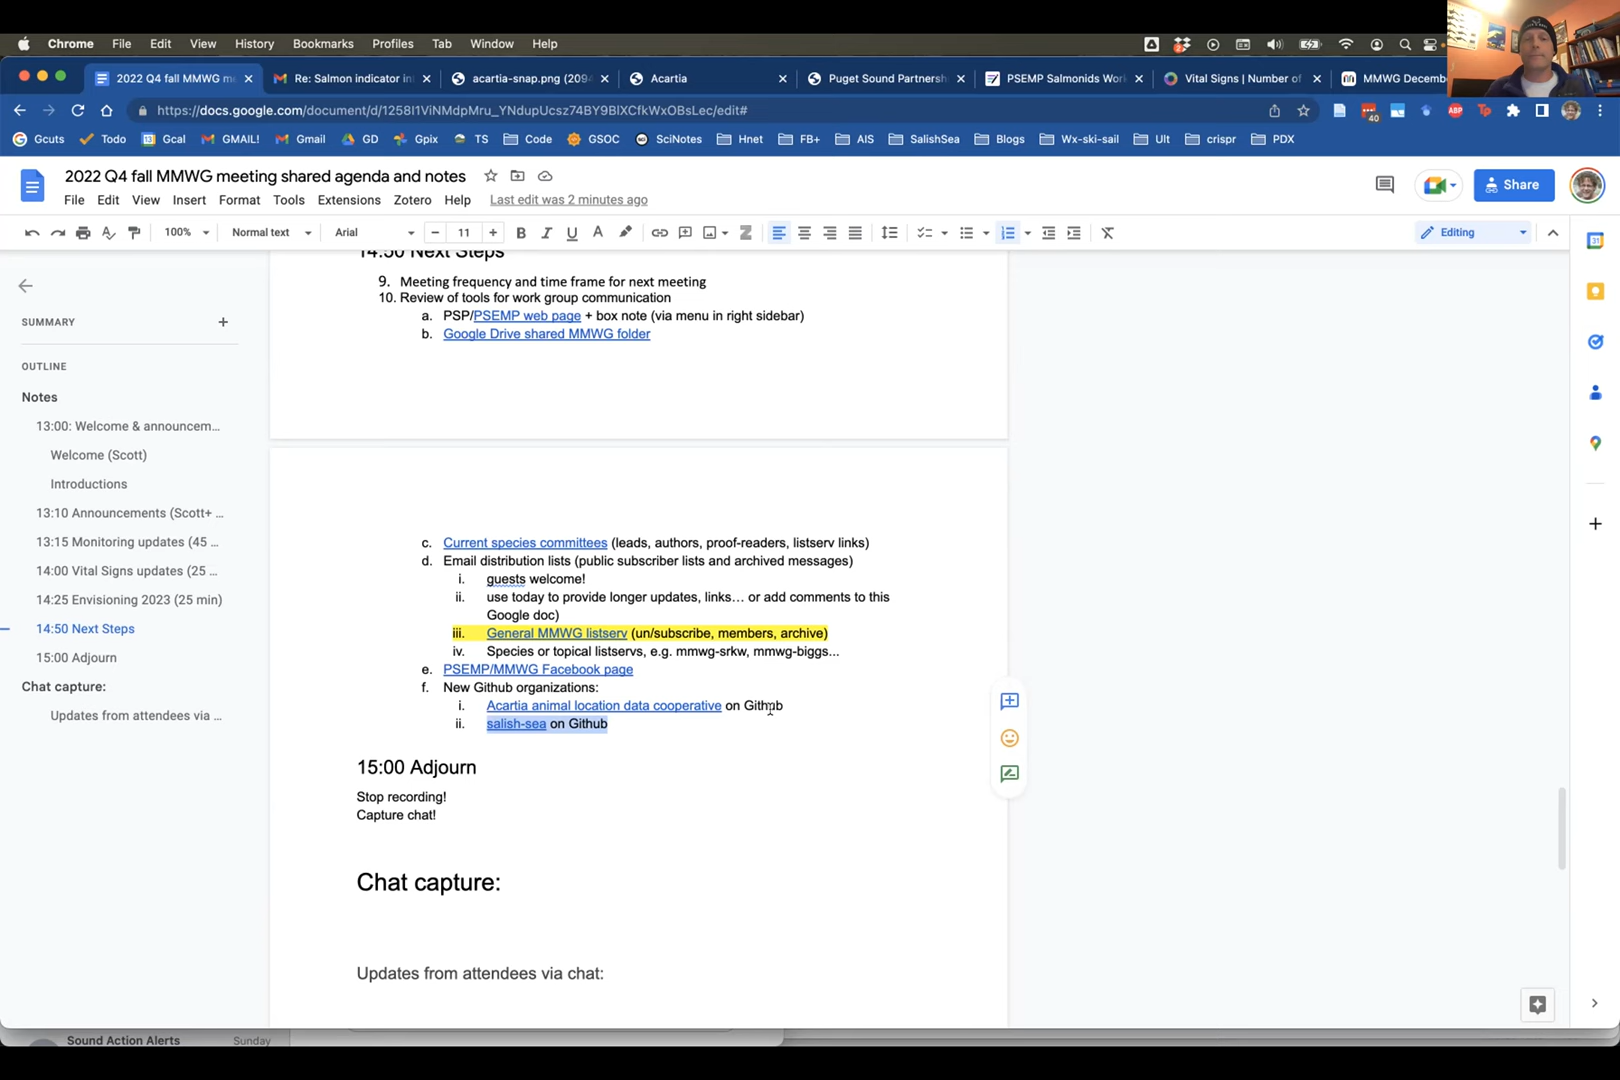 Chrome File Edit View History Bookmarks Profiles Tab Window Help
2022 Q4 fall MMWG me
Re: Salmon indicator in
acartia-snap.png (2094
Acartia
Puget Sound Partnersh
PSEMP Salmonids Work
Vital Signs | Number of
MMWG Decemb
https://docs.google.com/document/d/1258I1ViNMdpMru_YNdupUcsz74BY9BlXCfkWxOBsLec/edit#
40
ABP
Gcuts Todo Gcal GMAIL! Gmail GD Gpix TS Code GSOC SciNotes Hnet FB+ AIS SalishSea Blogs Wx-ski-sail Ult crispr PDX
2022 Q4 fall MMWG meeting shared agenda and notes
Share
File Edit View Insert Format Tools Extensions Zotero Help Last edit was 2 minutes ago
100% Normal text Arial 11 Editing
14:50 Next Steps
9. Meeting frequency and time frame for next meeting
10. Review of tools for work group communication
a. PSP/PSEMP web page + box note (via menu in right sidebar)
b. Google Drive shared MMWG folder
SUMMARY
OUTLINE
Notes
13:00: Welcome & announcem...
Welcome (Scott)
Introductions
13:10 Announcements (Scott+ ...
13:15 Monitoring updates (45 ...
14:00 Vital Signs updates (25 ...
14:25 Envisioning 2023 (25 min)
14:50 Next Steps
15:00 Adjourn
Chat capture:
Updates from attendees via ...
c. Current species committees (leads, authors, proof-readers, listserv links)
d. Email distribution lists (public subscriber lists and archived messages)
i. guests welcome!
ii. use today to provide longer updates, links… or add comments to this
Google doc)
iii. General MMWG listserv (un/subscribe, members, archive)
iv. Species or topical listservs, e.g. mmwg-srkw, mmwg-biggs...
e. PSEMP/MMWG Facebook page
f. New Github organizations:
i. Acartia animal location data cooperative on Github
ii. salish-sea on Github
15:00 Adjourn
Stop recording!
Capture chat!
Chat capture:
Updates from attendees via chat:
Sound Action Alerts Sunday